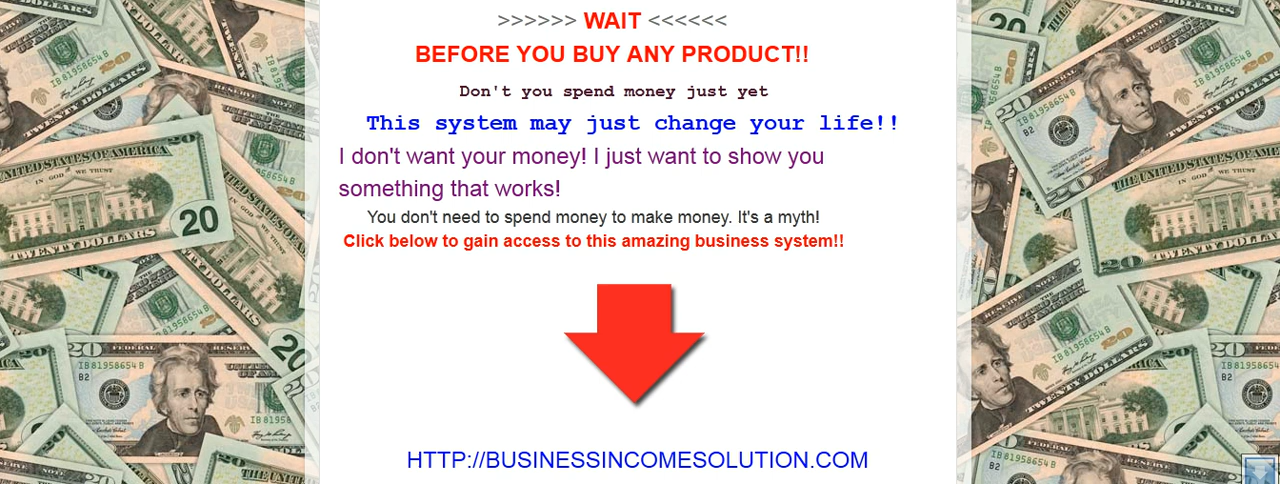 >>>>>> WAIT <<<<<<
BEFORE YOU BUY ANY PRODUCT!!
Don't you spend money just yet
This system may just change your life!!
I don't want your money! I just want to show you
something that works!
You don't need to spend money to make money. It's a myth!
Click below to gain access to this amazing business system!!
HTTP://BUSINESSINCOMESOLUTION.COM